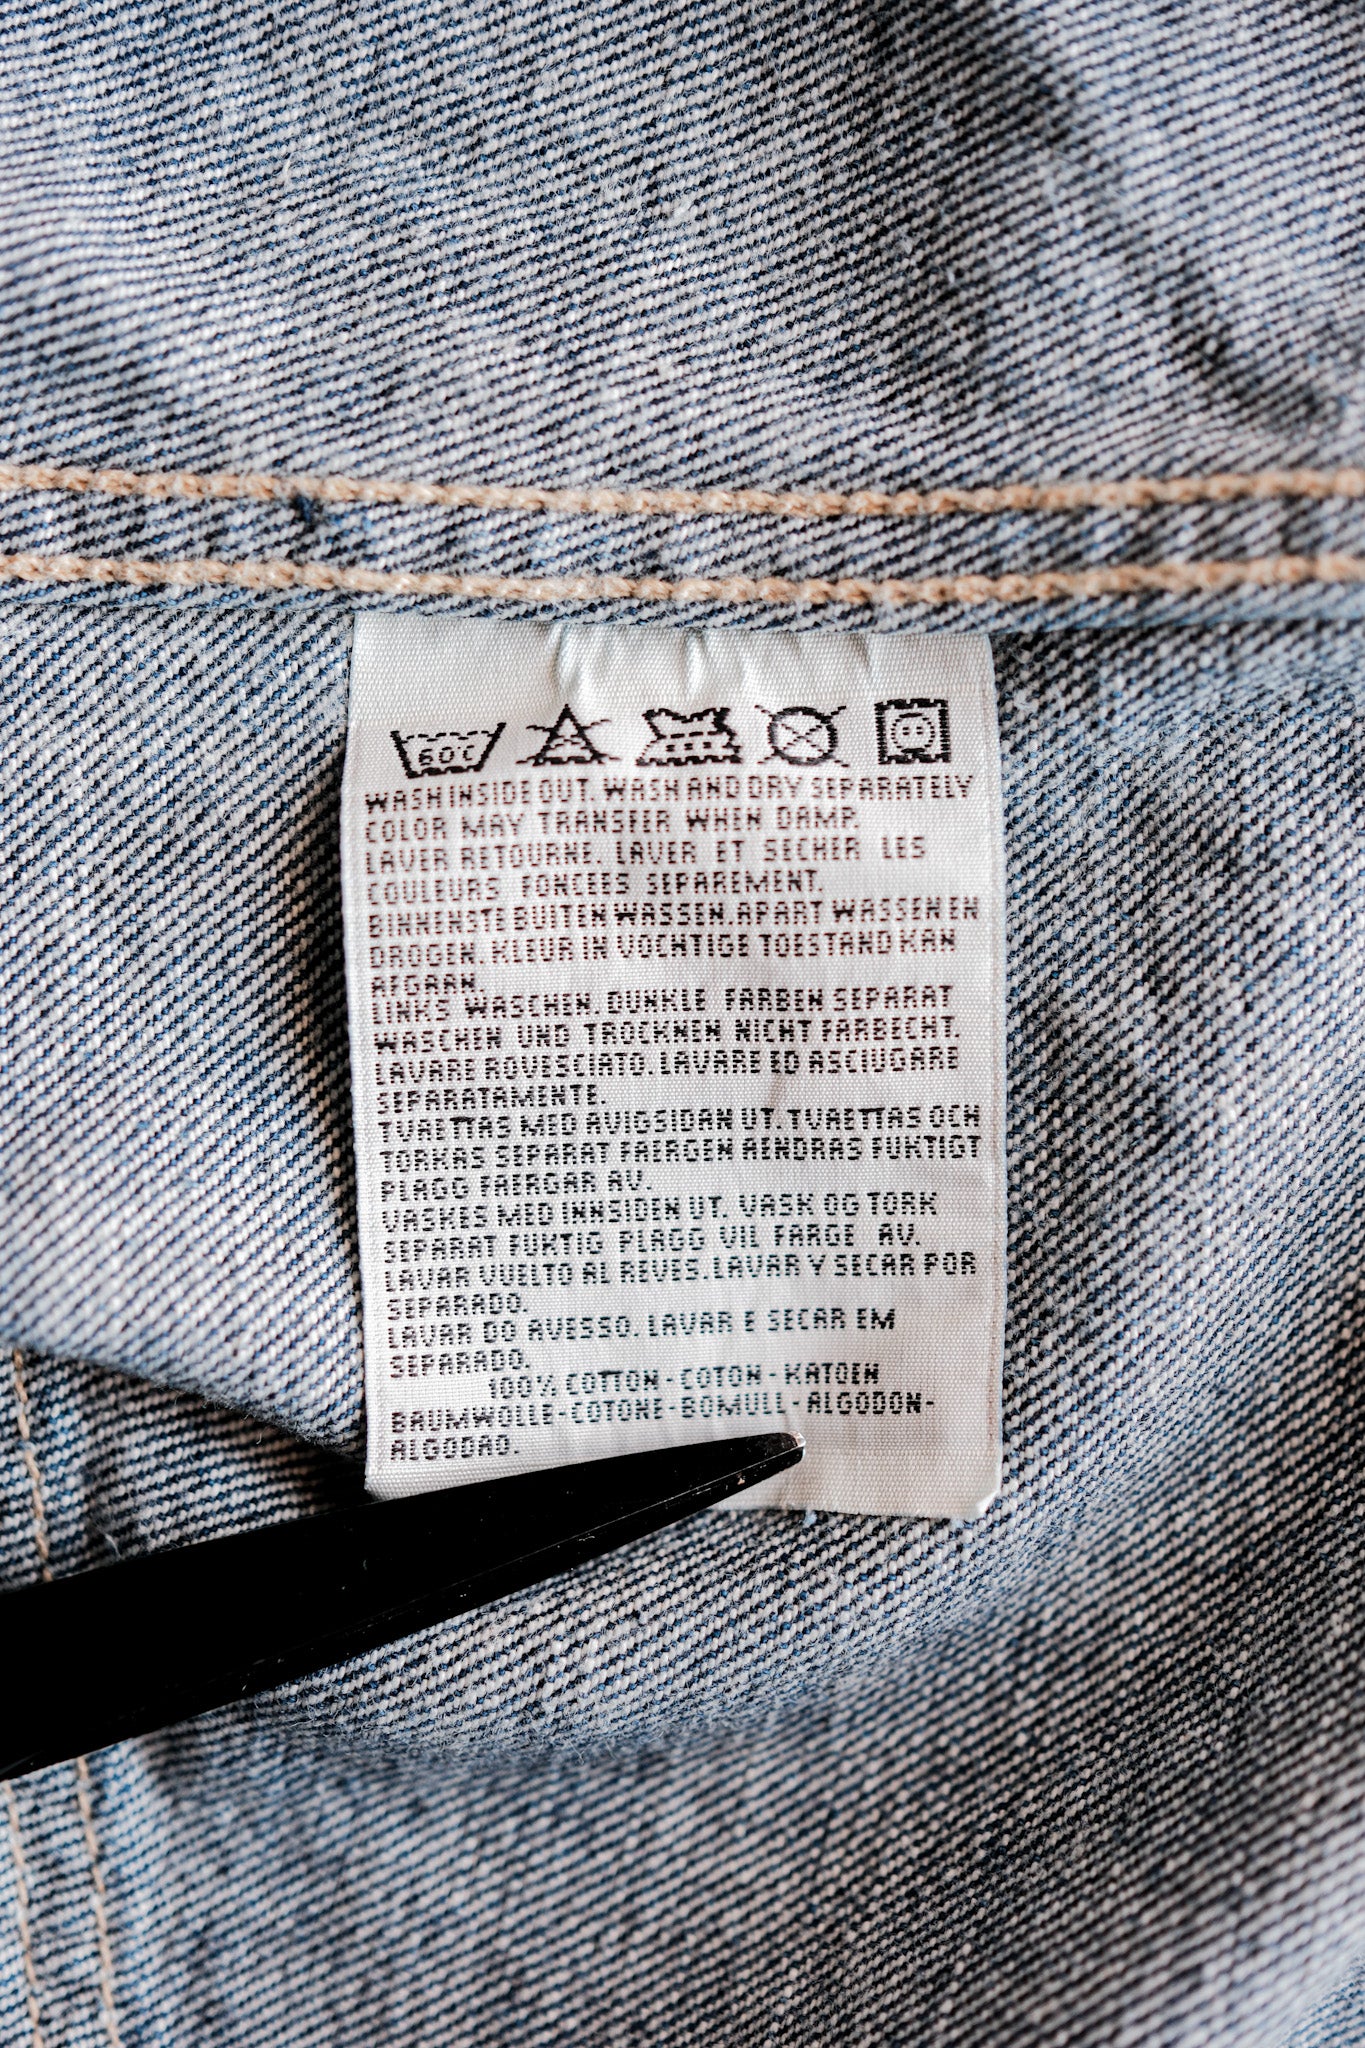 60°C
WASH INSIDE OUT. WASH AND DRY SEPARATELY
COLOR MAY TRANSFER WHEN DAMP.
LAVER RETOURNE. LAVER ET SECHER LES
COULEURS FONCEES SEPAREMENT.
BINNENSTE BUITEN WASSEN. APART WASSEN EN
DROGEN. KLEUR IN VOCHTIGE TOESTAND KAN
AFGAAN.
LINKS WASCHEN. DUNKLE FARBEN SEPARAT
WASCHEN UND TROCKNEN NICHT FARBECHT.
LAVARE ROVESCIATO. LAVARE ED ASCIUGARE
SEPARATAMENTE.
TVAETTAS MED AVIGSIDAN UT. TVAETTAS OCH
TORKAS SEPARAT FAERGEN AENDRAS FUKTIGT
PLAGG FAERGAR AV.
VASKES MED INNSIDEN UT. VASK OG TORK
SEPARAT FUKTIG PLAGG VIL FARGE AV.
LAVAR VUELTO AL REVES. LAVAR Y SECAR POR
SEPARADO.
LAVAR DO AVESSO. LAVAR E SECAR EM
SEPARADO.
100% COTTON - COTON - KATOEN
BAUMWOLLE - COTONE - BOMULL - ALGODON -
ALGODAO.